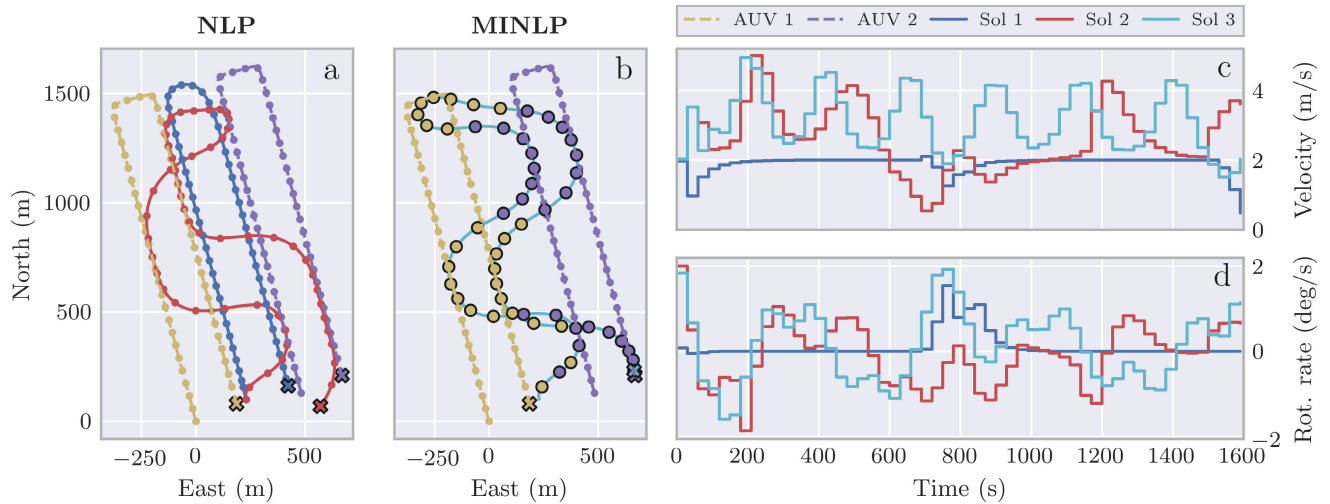 NLP
MINLP
AUV 1 AUV 2 Sol 1 Sol 2 Sol 3
a
b
c
d
1500
1000
500
0
North (m)
−250 0 500
East (m)
−250 0 500
East (m)
4
2
0
Velocity (m/s)
2
0
−2
Rot. rate (deg/s)
0 200 400 600 800 1000 1200 1400 1600
Time (s)